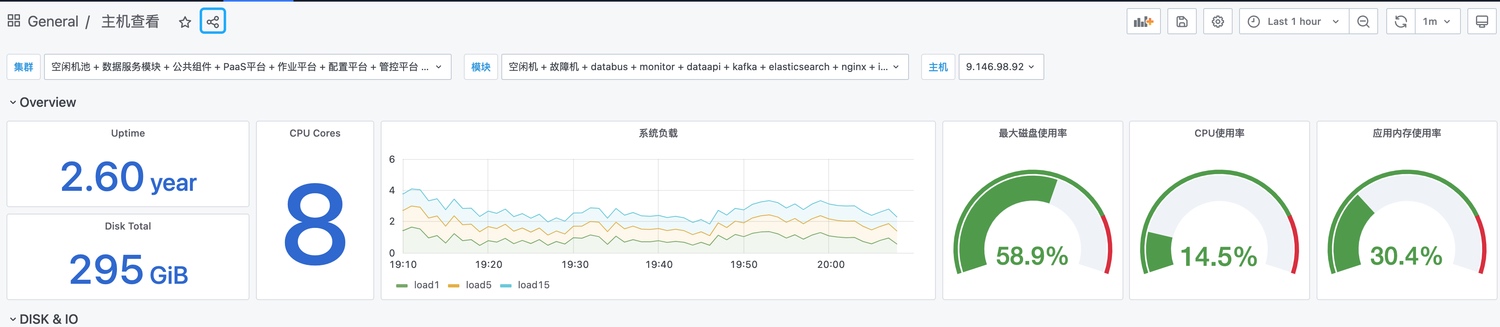 General / 主机查看
Last 1 hour
1m
集群 空闲机池 + 数据服务模块 + 公共组件 + PaaS平台 + 作业平台 + 配置平台 + 管控平台 ...
模块 空闲机 + 故障机 + databus + monitor + dataapi + kafka + elasticsearch + nginx + i...
主机 9.146.98.92
Overview
Uptime
2.60 year
Disk Total
295 GiB
CPU Cores
8
系统负载
6
4
2
0
19:10 19:20 19:30 19:40 19:50 20:00
load1 load5 load15
最大磁盘使用率
58.9%
CPU使用率
14.5%
应用内存使用率
30.4%
DISK & IO